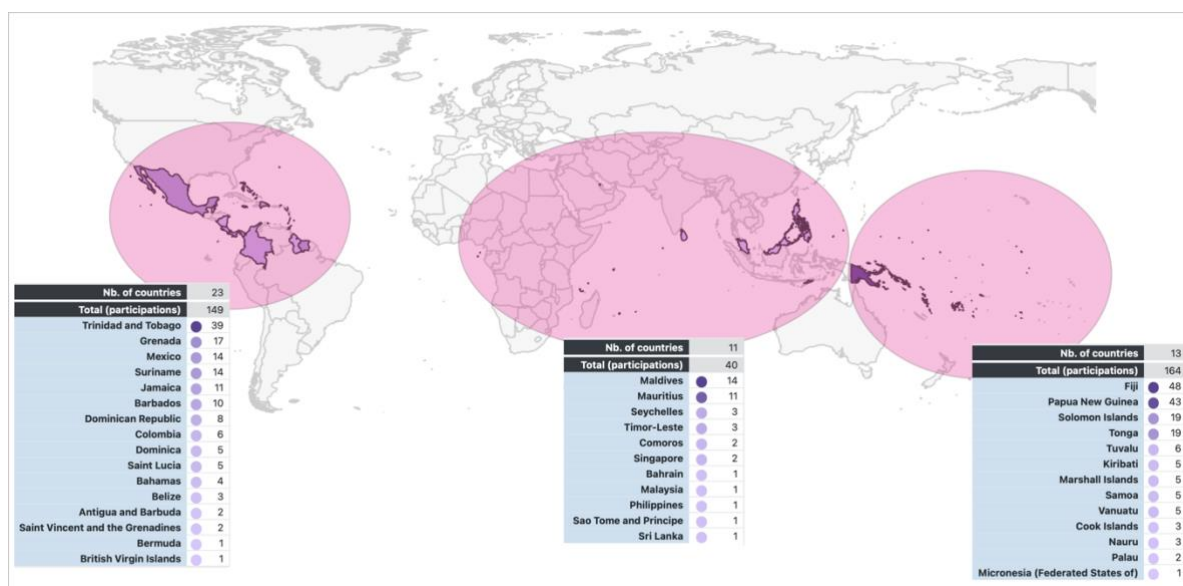 Nb. of countries 23
Total (participations) 149
Trinidad and Tobago 39
Grenada 17
Mexico 14
Suriname 14
Jamaica 11
Barbados 10
Dominican Republic 8
Colombia 6
Dominica 5
Saint Lucia 5
Bahamas 4
Belize 3
Antigua and Barbuda 2
Saint Vincent and the Grenadines 2
Bermuda 1
British Virgin Islands 1
Nb. of countries 11
Total (participations) 40
Maldives 14
Mauritius 11
Seychelles 3
Timor-Leste 3
Comoros 2
Singapore 2
Bahrain 1
Malaysia 1
Philippines 1
Sao Tome and Principe 1
Sri Lanka 1
Nb. of countries 13
Total (participations) 164
Fiji 48
Papua New Guinea 43
Solomon Islands 19
Tonga 19
Tuvalu 6
Kiribati 5
Marshall Islands 5
Samoa 5
Vanuatu 5
Cook Islands 3
Nauru 3
Palau 2
Micronesia (Federated States of) 1